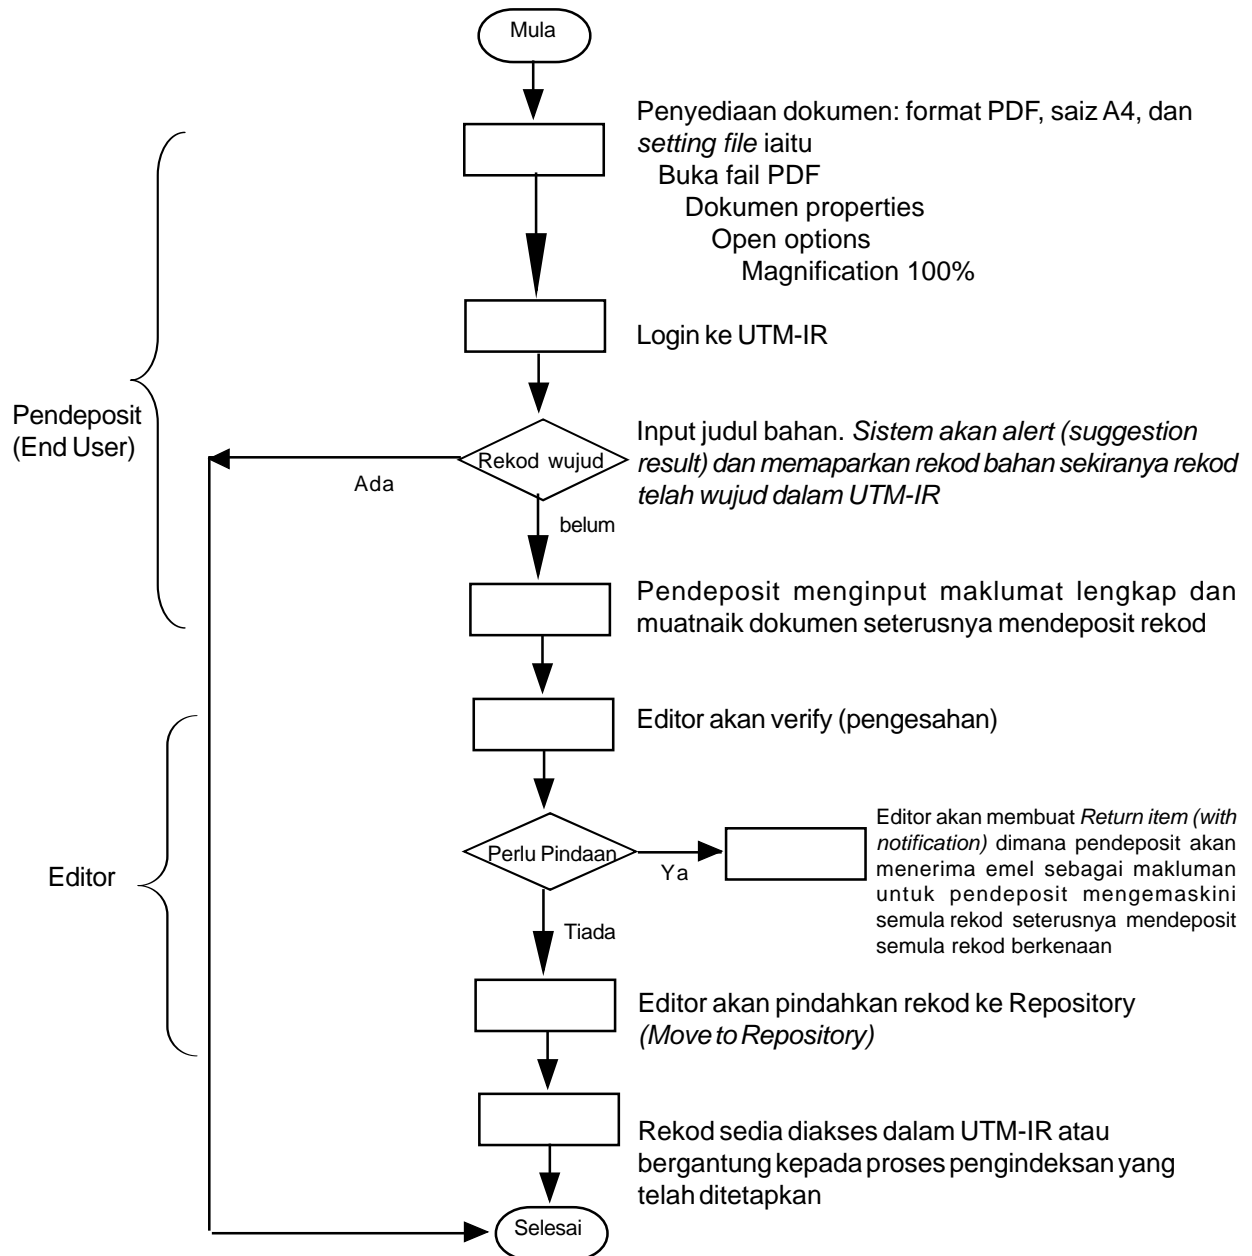 Mula
Penyediaan dokumen: format PDF, saiz A4, dan
setting file iaitu
Buka fail PDF
Dokumen properties
Open options
Magnification 100%
Login ke UTM-IR
Pendeposit
(End User)
Rekod wujud
Input judul bahan. Sistem akan alert (suggestion
result) dan memaparkan rekod bahan sekiranya rekod
telah wujud dalam UTM-IR
Ada
belum
Pendeposit menginput maklumat lengkap dan
muatnaik dokumen seterusnya mendeposit rekod
Editor akan verify (pengesahan)
Editor
Perlu Pindaan
Ya
Editor akan membuat Return item (with
notification) dimana pendeposit akan
menerima emel sebagai makluman
untuk pendeposit mengemaskini
semula rekod seterusnya mendeposit
semula rekod berkenaan
Tiada
Editor akan pindahkan rekod ke Repository
(Move to Repository)
Rekod sedia diakses dalam UTM-IR atau
bergantung kepada proses pengindeksan yang
telah ditetapkan
Selesai